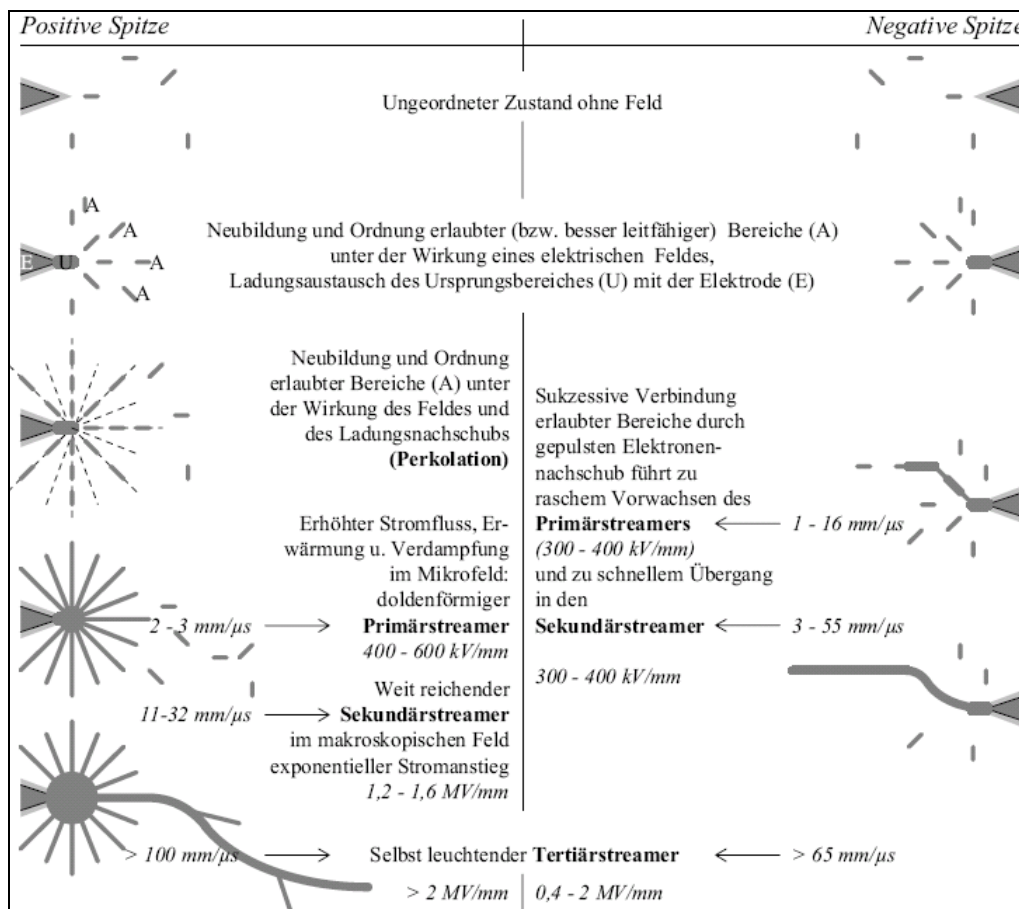 Positive Spitze
Negative Spitze
Ungeordneter Zustand ohne Feld
A
A
A
A
E
U
Neubildung und Ordnung erlaubter (bzw. besser leitfähiger) Bereiche (A)
unter der Wirkung eines elektrischen Feldes,
Ladungsaustausch des Ursprungsbereiches (U) mit der Elektrode (E)
Neubildung und Ordnung
erlaubter Bereiche (A) unter
der Wirkung des Feldes und
des Ladungsnachschubs
(Perkolation)
Erhöhter Stromfluss, Er-
wärmung u. Verdampfung
im Mikrofeld:
doldenförmiger
2 - 3 mm/µs
Primärstreamer
400 - 600 kV/mm
Weit reichender
11-32 mm/µs
Sekundärstreamer
im makroskopischen Feld
exponentieller Stromanstieg
1,2 - 1,6 MV/mm
Sukzessive Verbindung
erlaubter Bereiche durch
gepulsten Elektronen-
nachschub führt zu
raschem Vorwachsen des
Primärstreamers
1 - 16 mm/µs
(300 - 400 kV/mm)
und zu schnellem Übergang
in den
Sekundärstreamer
3 - 55 mm/µs
300 - 400 kV/mm
> 100 mm/µs
Selbst leuchtender Tertiärstreamer
> 65 mm/µs
> 2 MV/mm
0,4 - 2 MV/mm